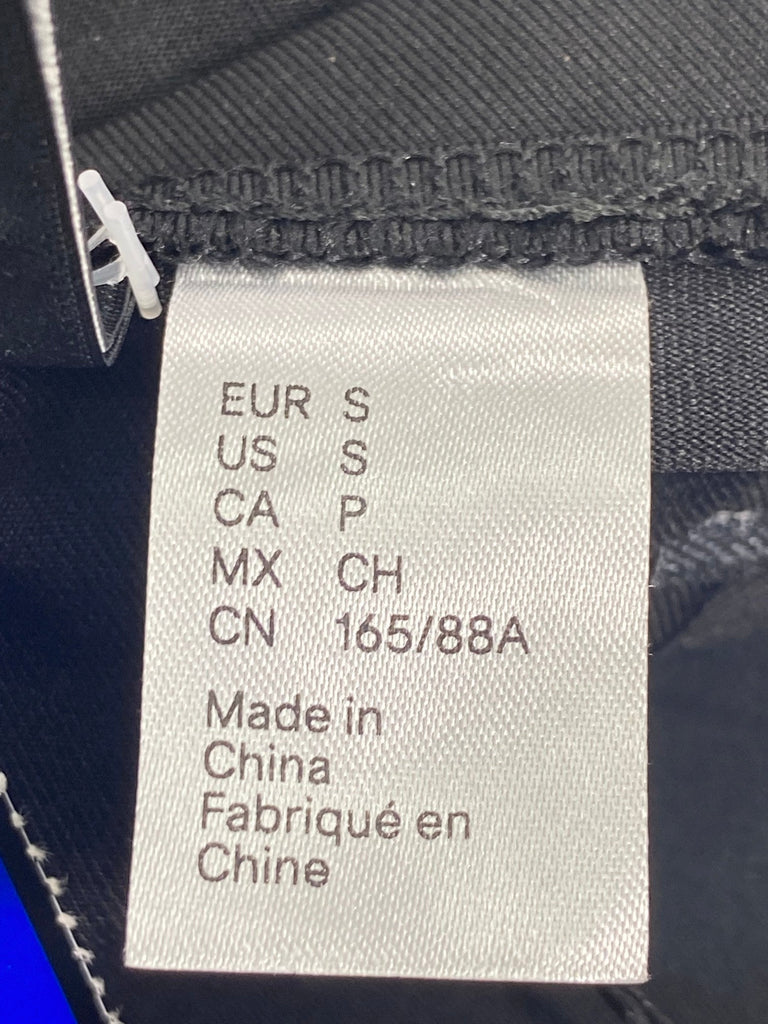 EUR S
US S
CA P
MX CH
CN 165/88A
Made in
China
Fabriqué en
Chine